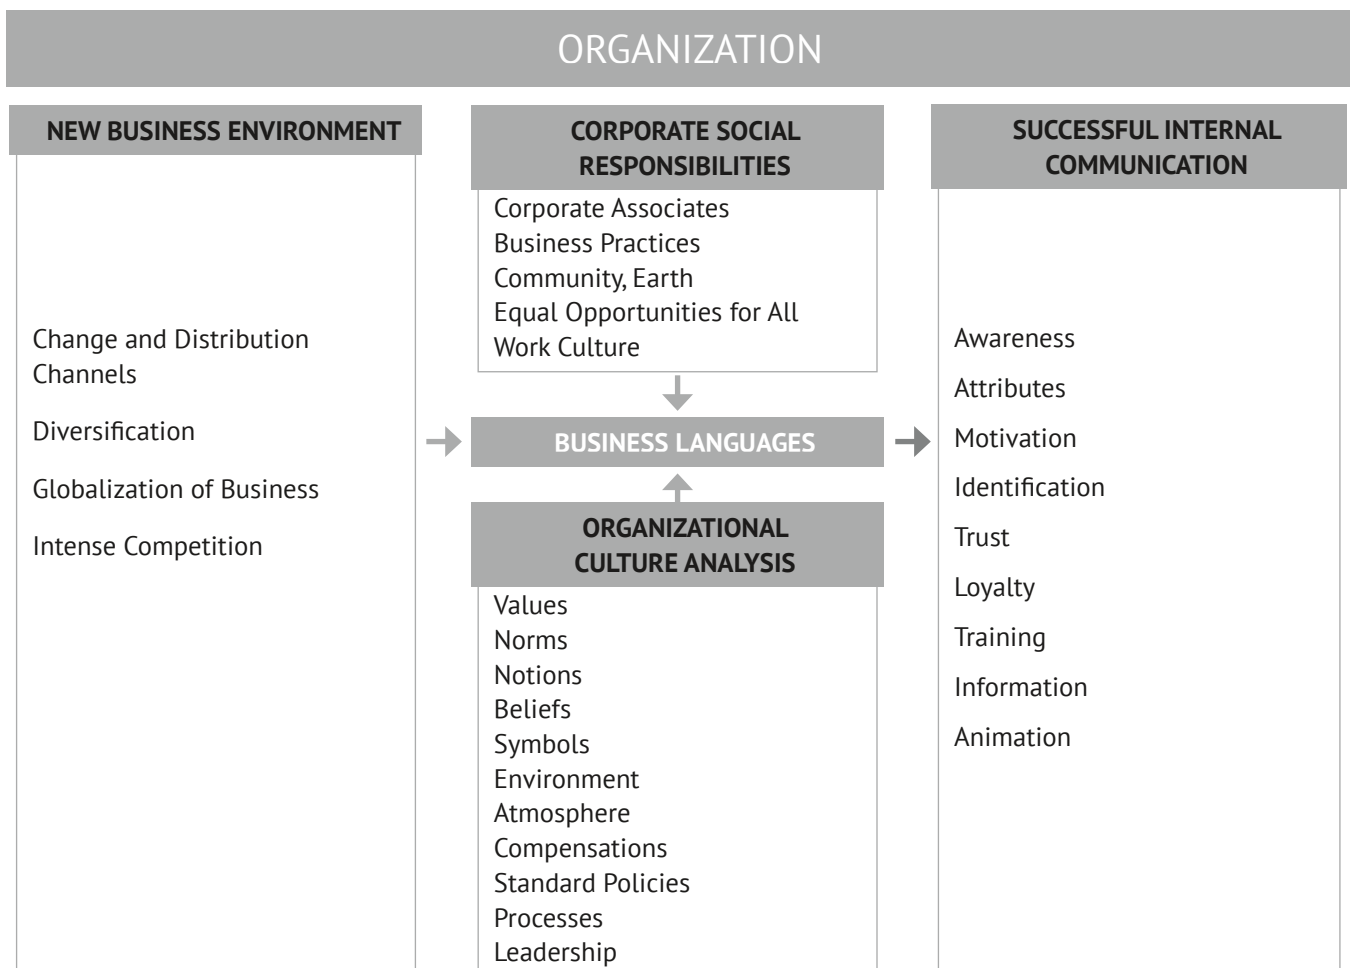 ORGANIZATION
NEW BUSINESS ENVIRONMENT
Change and Distribution
Channels
Diversification
Globalization of Business
Intense Competition
CORPORATE SOCIAL
RESPONSIBILITIES
Corporate Associates
Business Practices
Community, Earth
Equal Opportunities for All
Work Culture
BUSINESS LANGUAGES
ORGANIZATIONAL
CULTURE ANALYSIS
Values
Norms
Notions
Beliefs
Symbols
Environment
Atmosphere
Compensations
Standard Policies
Processes
Leadership
SUCCESSFUL INTERNAL
COMMUNICATION
Awareness
Attributes
Motivation
Identification
Trust
Loyalty
Training
Information
Animation